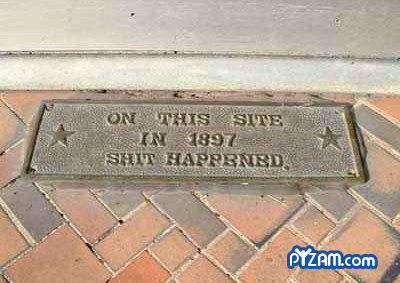 ON THIS SITE
IN 1897
SHIT HAPPENED.
PYZAM.com